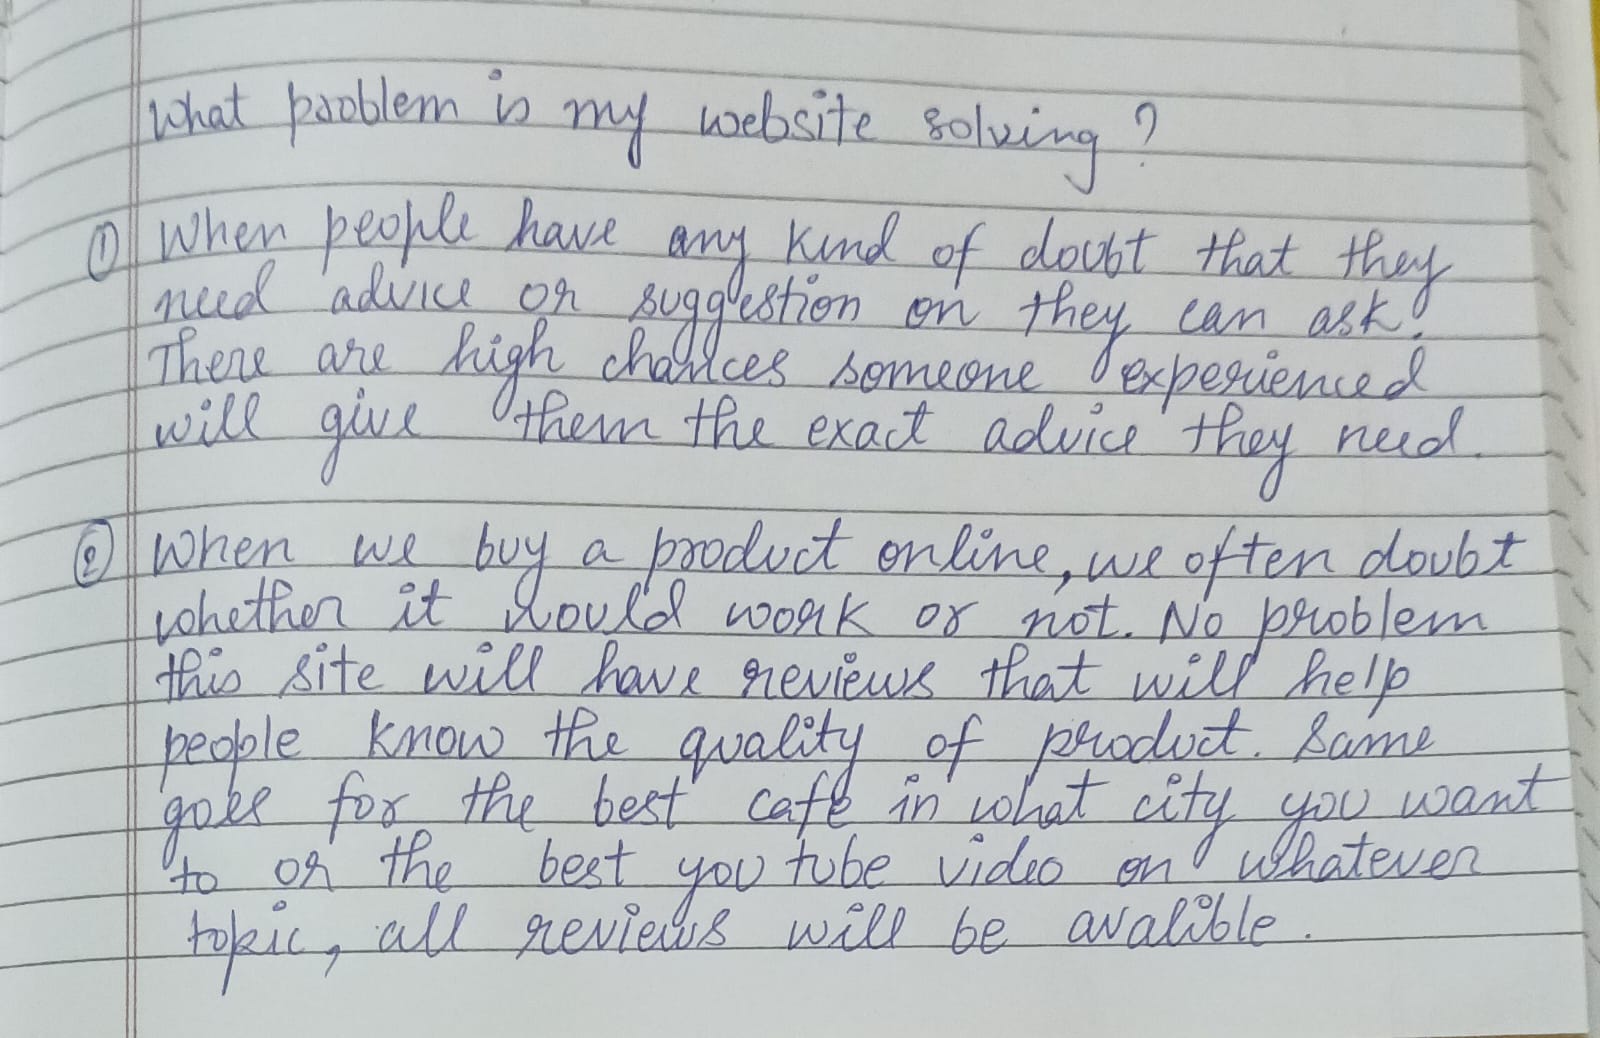 What problem is my website solving?
① When people have any kind of doubt that they
need advice or suggestion on they can ask.
There are high chances someone experienced
will give them the exact advice they need.
② When we buy a product online, we often doubt
whether it would work or not. No problem
this site will have reviews that will help
people know the quality of product. Same
goes for the best cafe in what city you want
to or the best you tube video on whatever
topic, all reviews will be avalible.